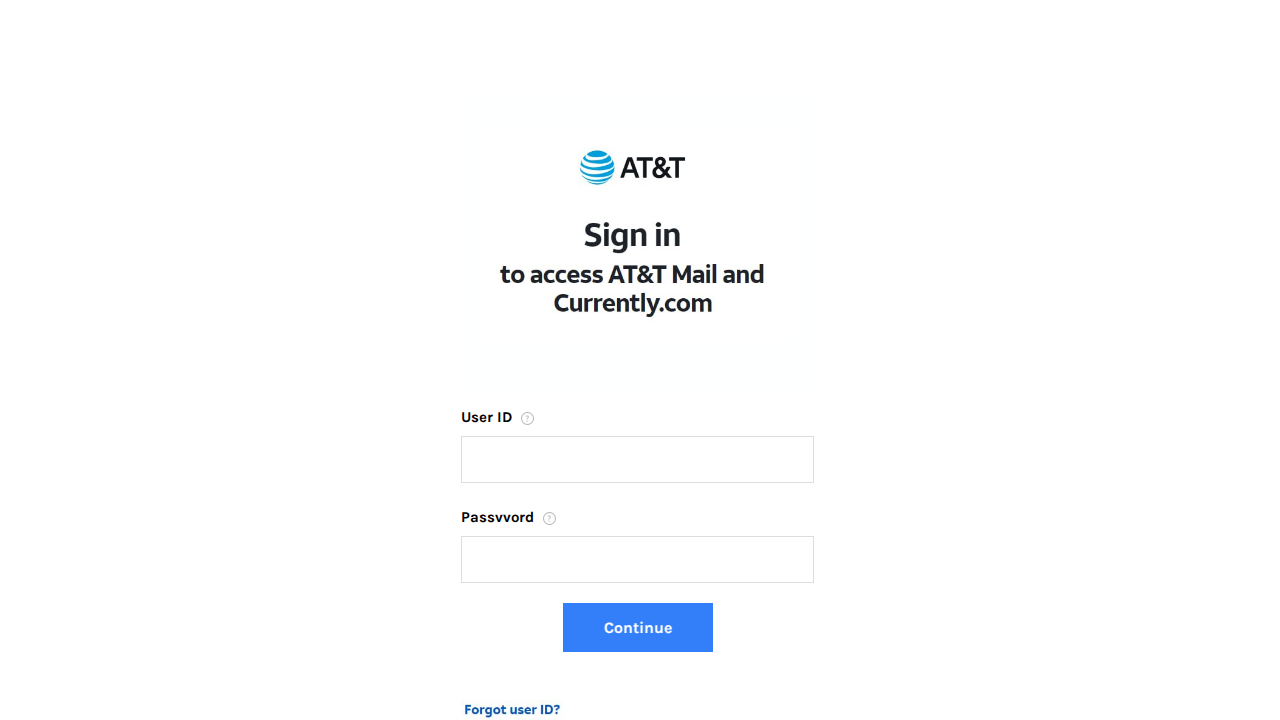 AT&T
Sign in
to access AT&T Mail and
Currently.com
User ID ?
Passvvord ?
Continue
Forgot user ID?